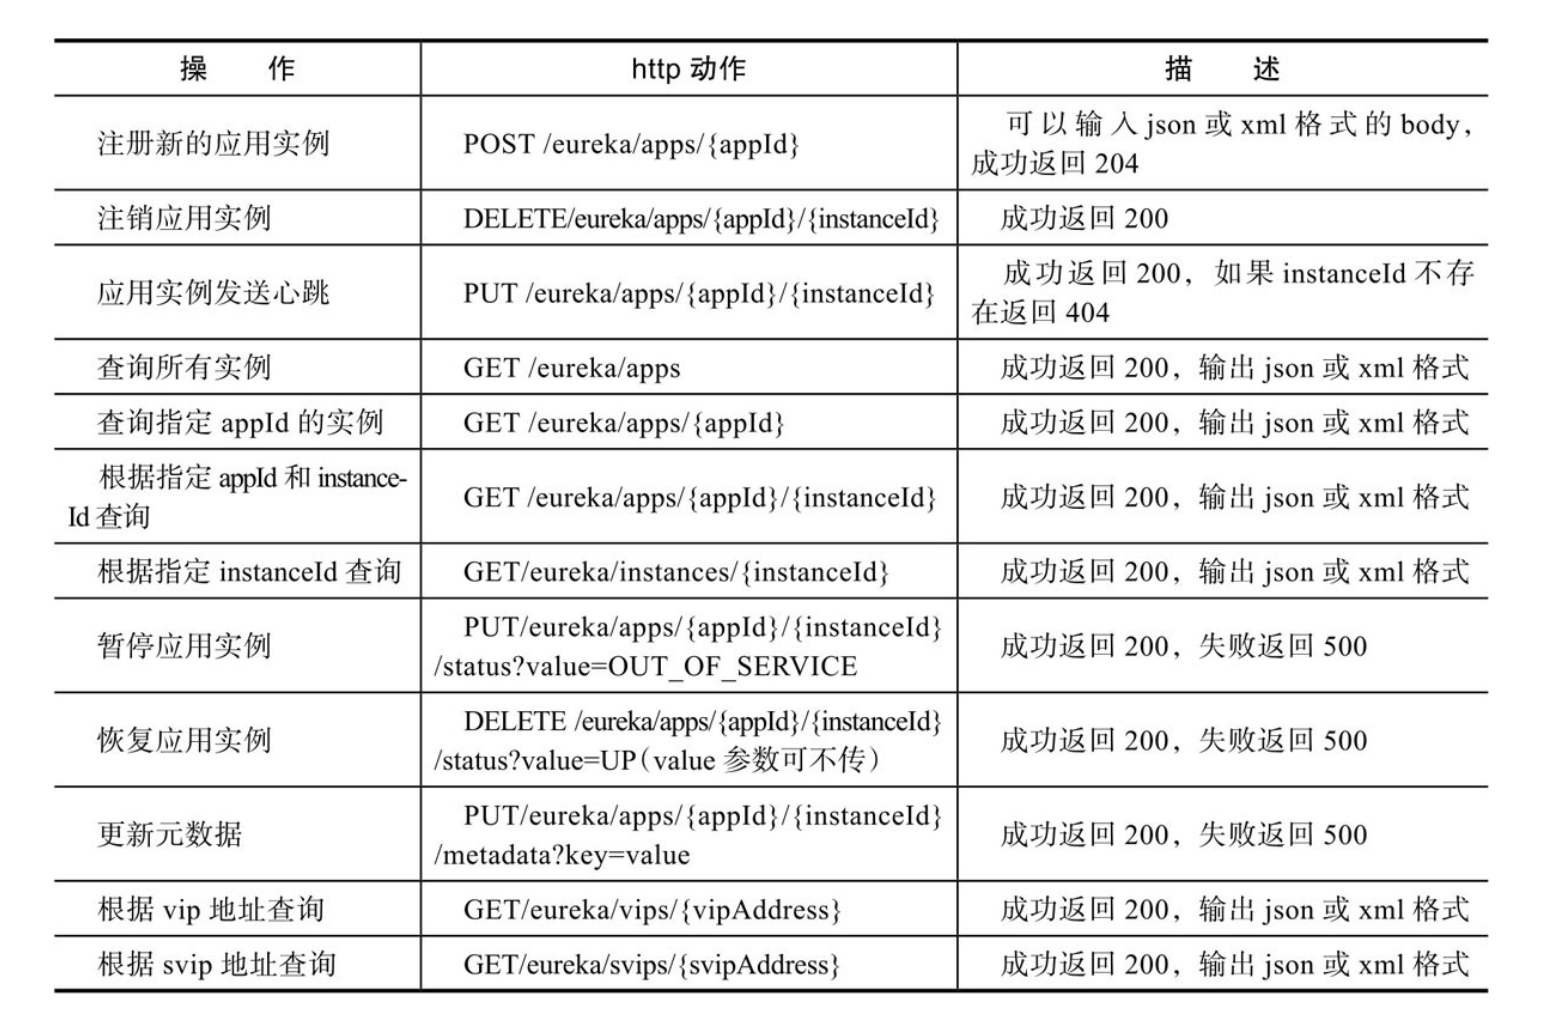 操 作 http 动作 描 述
注册新的应用实例 POST /eureka/apps/{appId} 可以输入 json 或 xml 格式的 body,
成功返回 204
注销应用实例 DELETE/eureka/apps/{appId}/{instanceId} 成功返回 200
应用实例发送心跳 PUT /eureka/apps/{appId}/{instanceId} 成功返回 200，如果 instanceId 不存
在返回 404
查询所有实例 GET /eureka/apps 成功返回 200，输出 json 或 xml 格式
查询指定 appId 的实例 GET /eureka/apps/{appId} 成功返回 200，输出 json 或 xml 格式
根据指定 appId 和 instance-
Id 查询 GET /eureka/apps/{appId}/{instanceId} 成功返回 200，输出 json 或 xml 格式
根据指定 instanceId 查询 GET/eureka/instances/{instanceId} 成功返回 200，输出 json 或 xml 格式
暂停应用实例 PUT/eureka/apps/{appId}/{instanceId}
/status?value=OUT_OF_SERVICE 成功返回 200，失败返回 500
恢复应用实例 DELETE /eureka/apps/{appId}/{instanceId}
/status?value=UP（value 参数可不传） 成功返回 200，失败返回 500
更新元数据 PUT/eureka/apps/{appId}/{instanceId}
/metadata?key=value 成功返回 200，失败返回 500
根据 vip 地址查询 GET/eureka/vips/{vipAddress} 成功返回 200，输出 json 或 xml 格式
根据 svip 地址查询 GET/eureka/svips/{svipAddress} 成功返回 200，输出 json 或 xml 格式